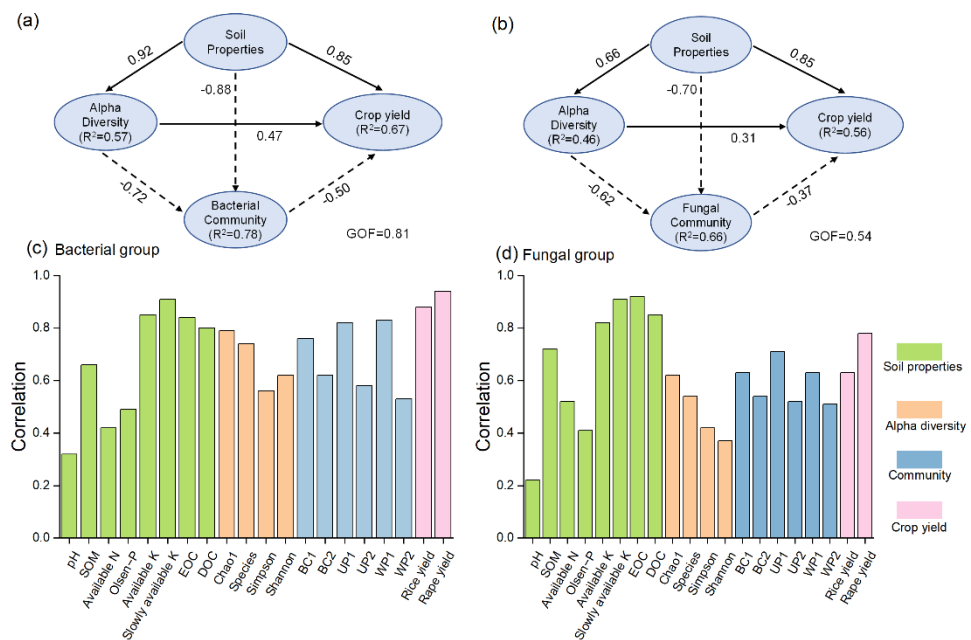 (a)
Soil
Properties
0.92
0.85
-0.88
Alpha
Diversity
(R²=0.57)
0.47
Crop yield
(R²=0.67)
-0.72
-0.50
Bacterial
Community
(R²=0.78)
GOF=0.81
(b)
Soil
Properties
0.66
0.85
-0.70
Alpha
Diversity
(R²=0.46)
0.31
Crop yield
(R²=0.56)
-0.62
-0.37
Fungal
Community
(R²=0.66)
GOF=0.54
(c) Bacterial group
Correlation
1.0
0.8
0.6
0.4
0.2
0.0
pH
SOM
Available N
Olsen-P
Available K
Slowly available K
EOC
DOC
Chao1
Species
Simpson
Shannon
BC1
BC2
UP1
UP2
WP1
WP2
Rice yield
Rape yield
(d) Fungal group
Correlation
1.0
0.8
0.6
0.4
0.2
0.0
pH
SOM
Available N
Olsen-P
Available K
Slowly available K
EOC
DOC
Chao1
Species
Simpson
Shannon
BC1
BC2
UP1
UP2
WP1
WP2
Rice yield
Rape yield
Soil properties
Alpha diversity
Community
Crop yield